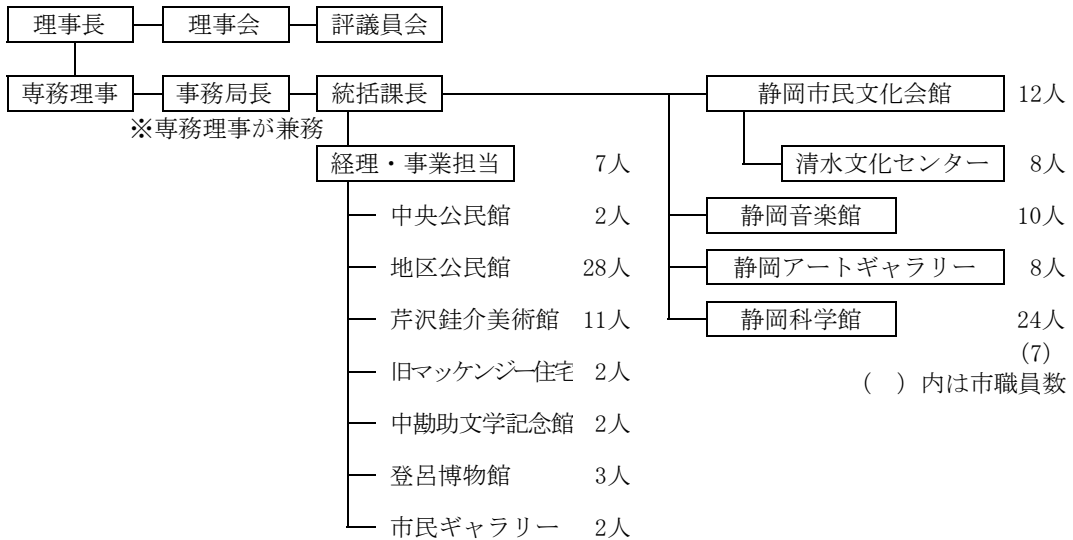 理事長 理事会 評議員会
専務理事 事務局長 統括課長 静岡市民文化会館 12人
※専務理事が兼務
経理・事業担当 7人 清水文化センター 8人
中央公民館 2人 静岡音楽館 10人
地区公民館 28人 静岡アートギャラリー 8人
芹沢銈介美術館 11人 静岡科学館 24人
(7)
旧マッケンジー住宅 2人 ( )内は市職員数
中勘助文学記念館 2人
登呂博物館 3人
市民ギャラリー 2人